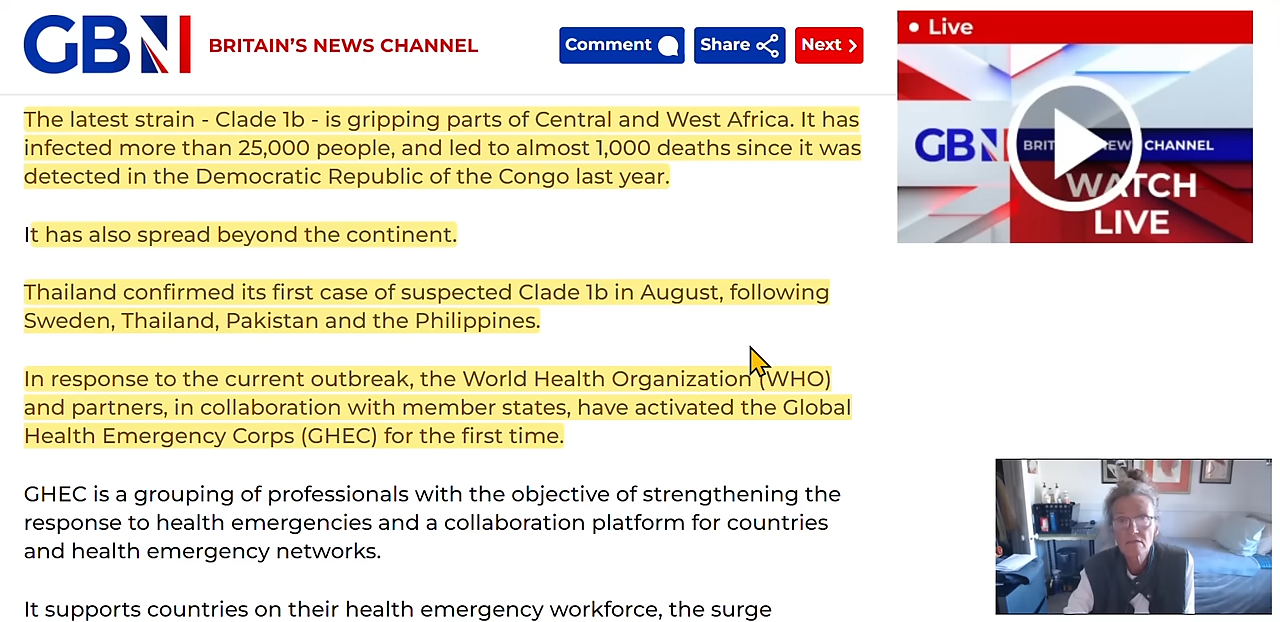 GBN
BRITAIN'S NEWS CHANNEL
Comment
Share
Next
Live
GBN
CHANNEL
WATCH
LIVE
The latest strain - Clade 1b - is gripping parts of Central and West Africa. It has
infected more than 25,000 people, and led to almost 1,000 deaths since it was
detected in the Democratic Republic of the Congo last year.
It has also spread beyond the continent.
Thailand confirmed its first case of suspected Clade 1b in August, following
Sweden, Thailand, Pakistan and the Philippines.
In response to the current outbreak, the World Health Organization (WHO)
and partners, in collaboration with member states, have activated the Global
Health Emergency Corps (GHEC) for the first time.
GHEC is a grouping of professionals with the objective of strengthening the
response to health emergencies and a collaboration platform for countries
and health emergency networks.
It supports countries on their health emergency workforce, the surge